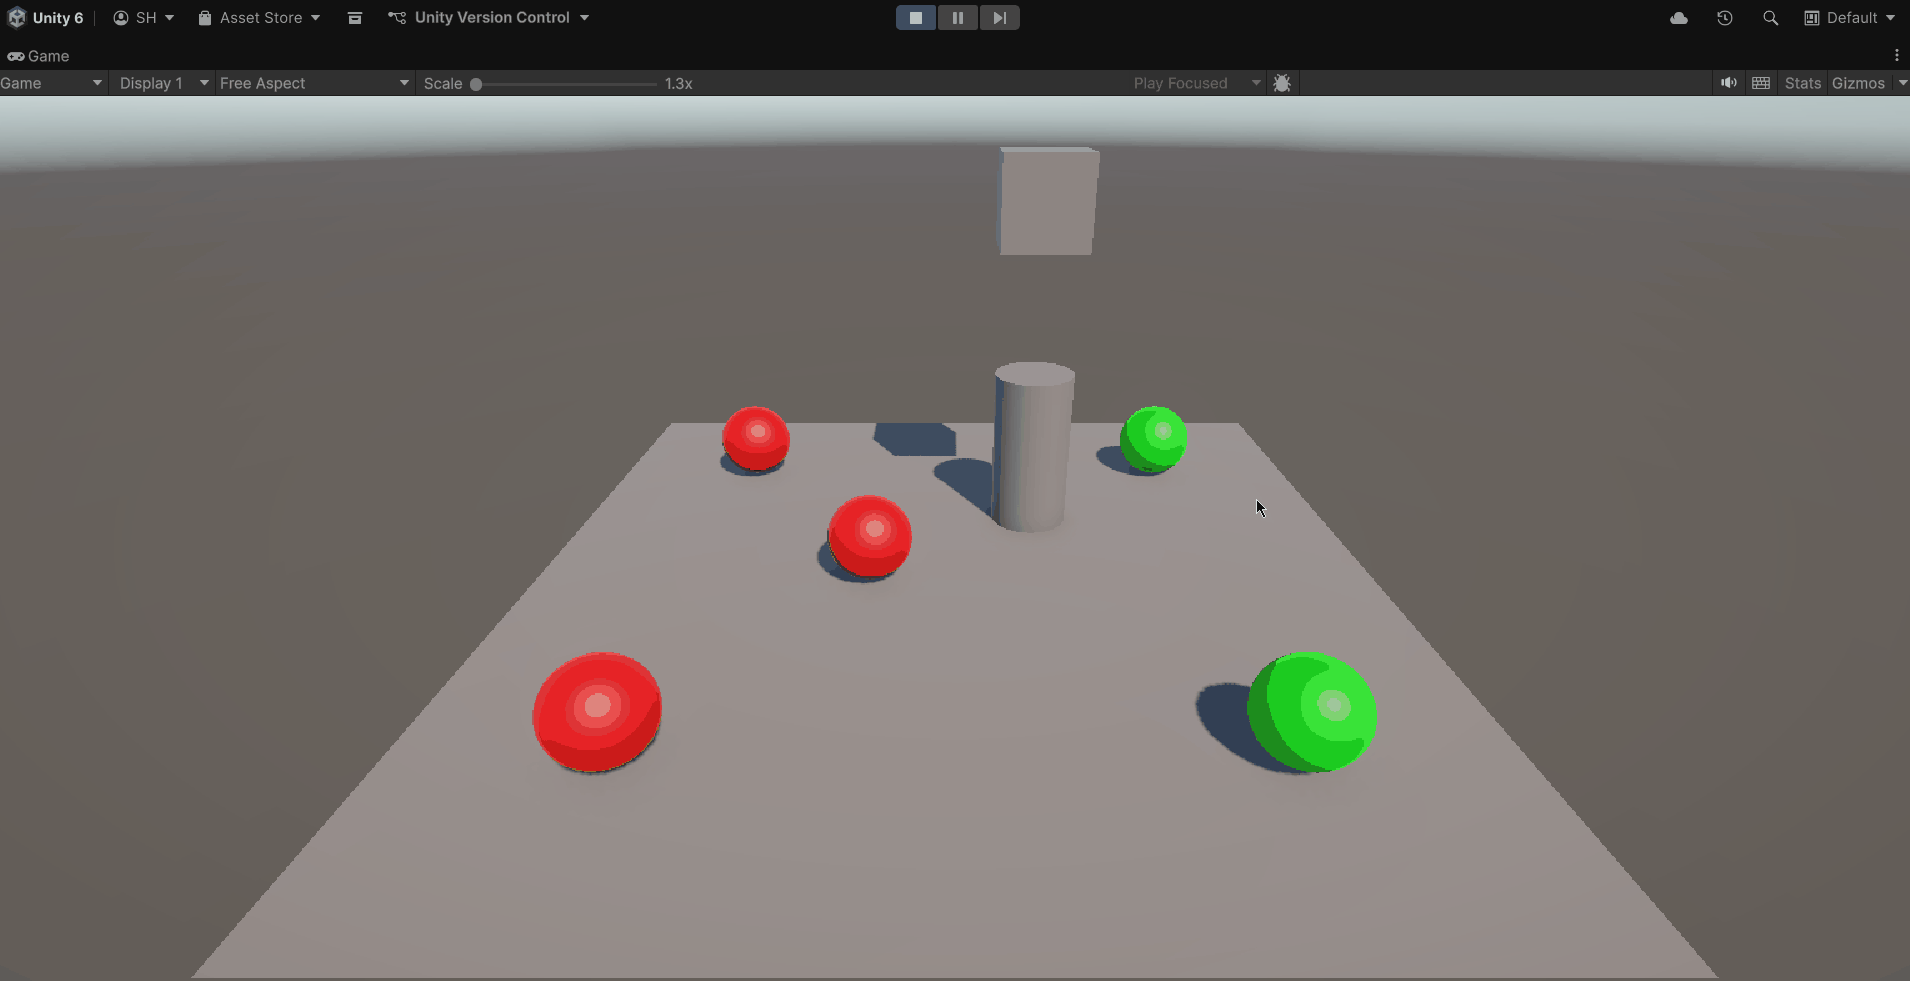 Unity 6 SH Asset Store Unity Version Control Default
Game
Game Display 1 Free Aspect Scale 1.3x Play Focused Stats Gizmos